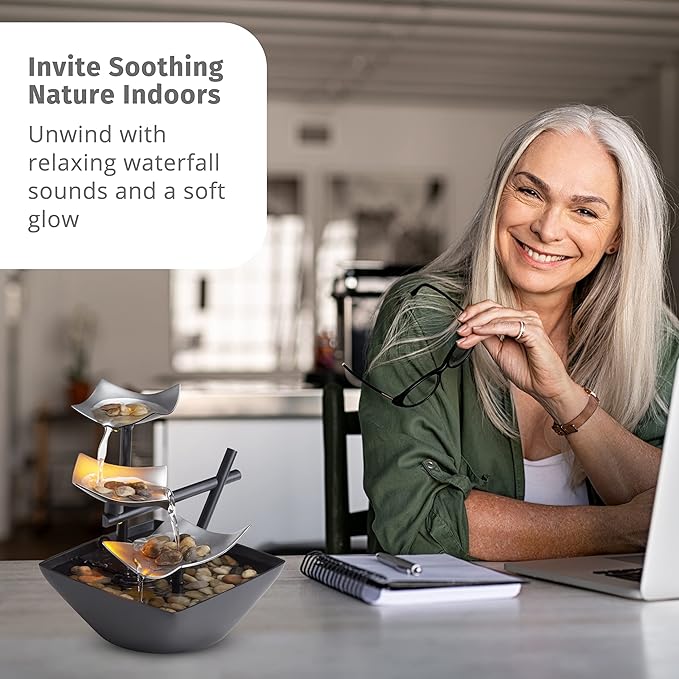 Invite Soothing
Nature Indoors
Unwind with
relaxing waterfall
sounds and a soft
glow